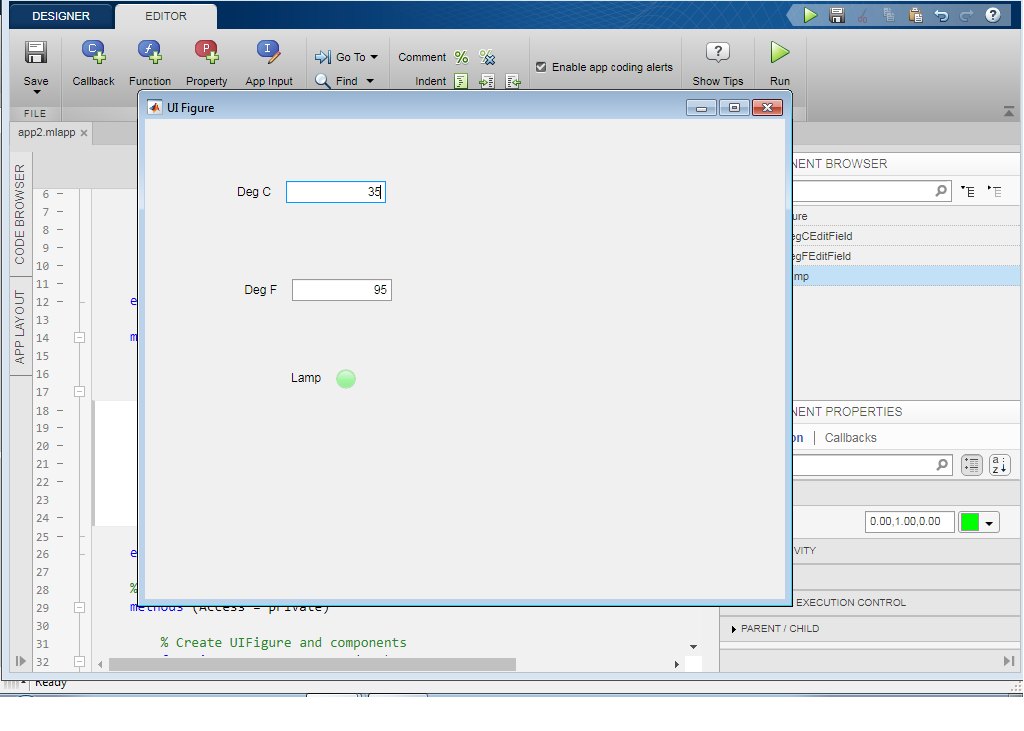 DESIGNER EDITOR
?
Save Callback Function Property App Input
Go To
Find
Comment % %
Indent
Enable app coding alerts
Show Tips
Run
FILE
app2.mlapp ×
UI Figure
CODE BROWSER
APP LAYOUT
6 –
7 –
8 –
9 –
10 –
11 –
12 – e
13
14 m
15
16
17
18 –
19 –
20 –
21 –
22 –
23
24 –
25 –
26 e
27
28 %
29 methods (Access = private)
30
31 % Create UIFigure and components
32
Deg C 35
Deg F 95
Lamp
NENT BROWSER
ure
egCEditField
egFEditField
mp
NENT PROPERTIES
on | Callbacks
0.00,1.00,0.00
VITY
EXECUTION CONTROL
PARENT / CHILD
Ready